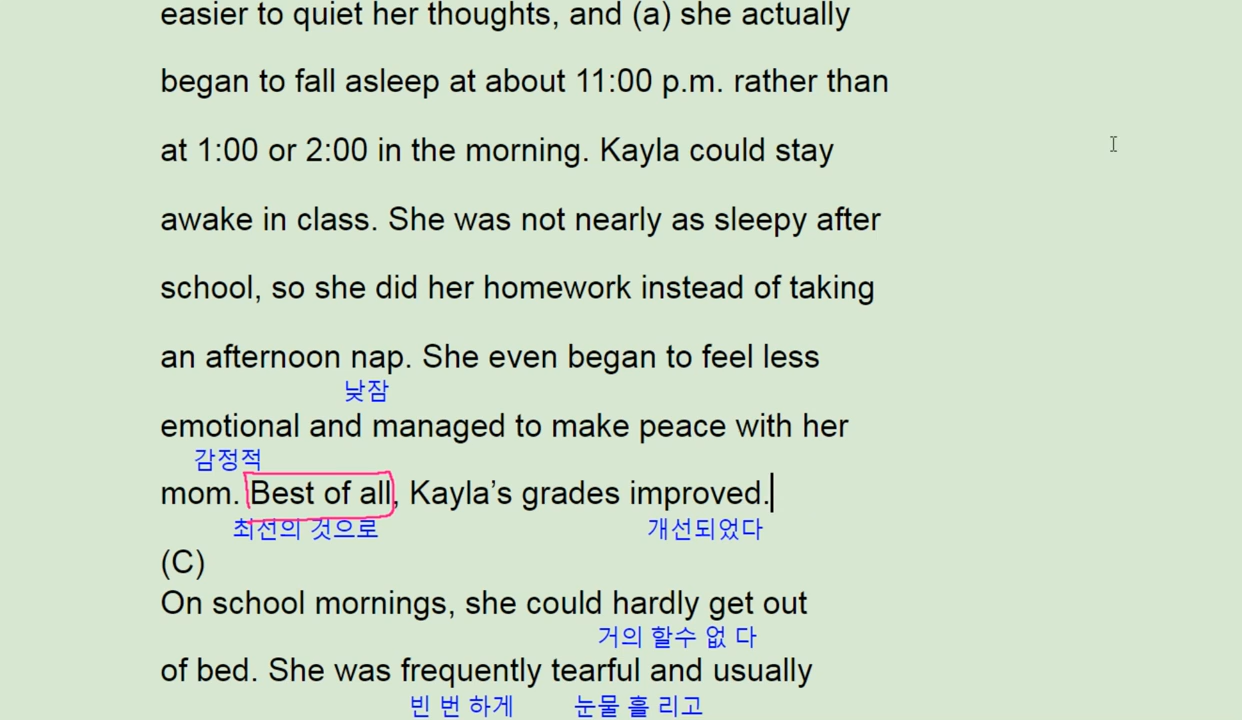 easier to quiet her thoughts, and (a) she actually
began to fall asleep at about 11:00 p.m. rather than
at 1:00 or 2:00 in the morning. Kayla could stay
awake in class. She was not nearly as sleepy after
school, so she did her homework instead of taking
an afternoon nap. She even began to feel less
낮잠
emotional and managed to make peace with her
감정적
mom. Best of all, Kayla’s grades improved.
최선의 것으로 개선되었다
(C)
On school mornings, she could hardly get out
거의 할수 없 다
of bed. She was frequently tearful and usually
빈 번 하게 눈물 흘 리고